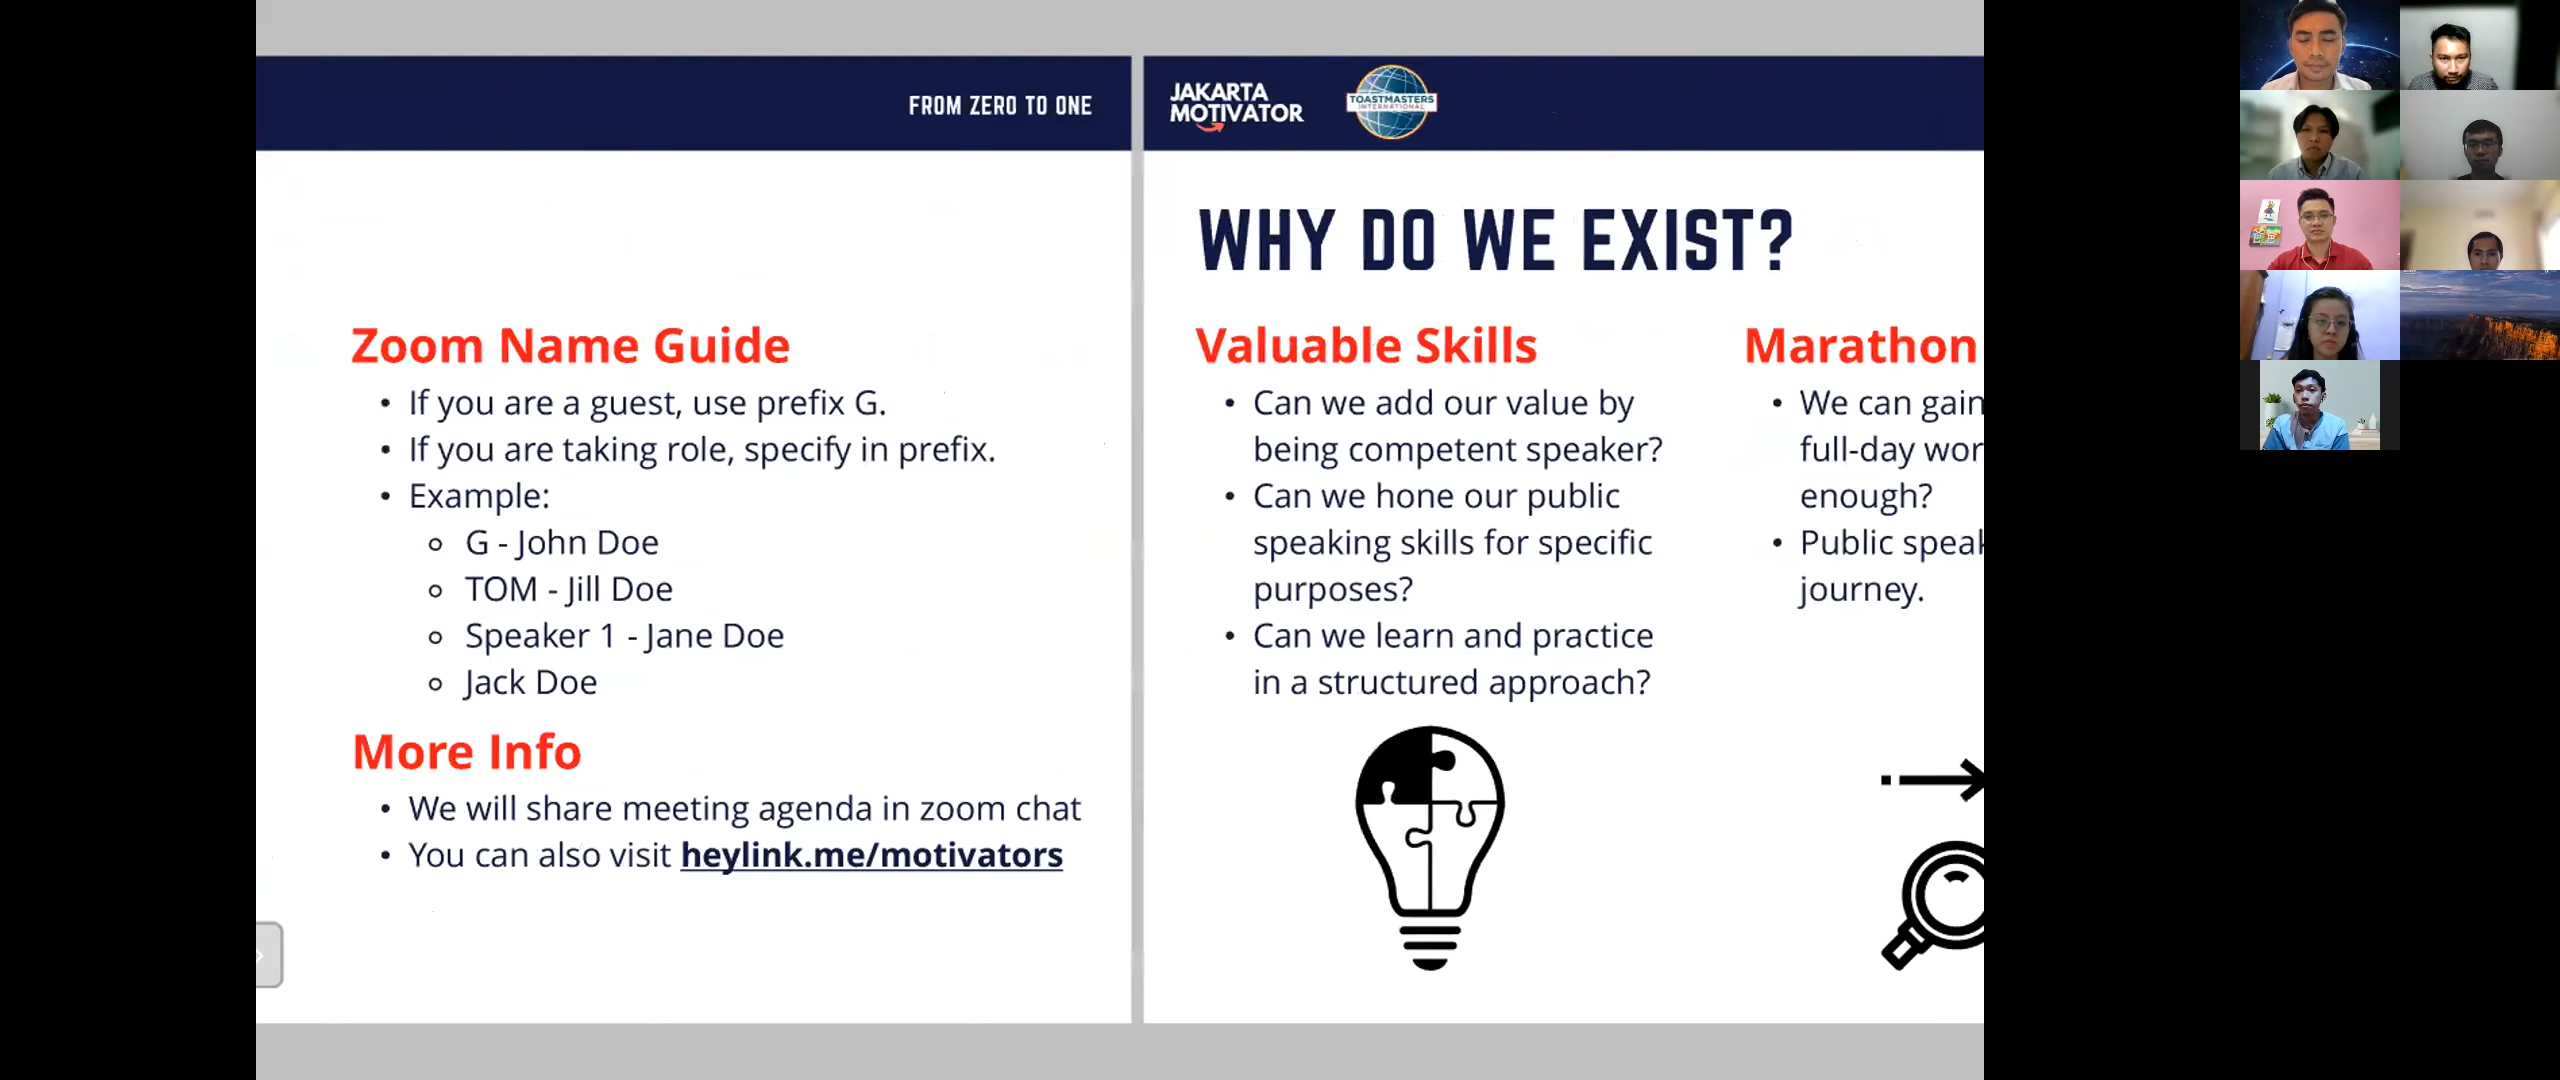 FROM ZERO TO ONE
Zoom Name Guide
• If you are a guest, use prefix G.
• If you are taking role, specify in prefix.
• Example:
◦ G - John Doe
◦ TOM - Jill Doe
◦ Speaker 1 - Jane Doe
◦ Jack Doe
More Info
• We will share meeting agenda in zoom chat
• You can also visit heylink.me/motivators
JAKARTA
MOTIVATOR
TOASTMASTERS
INTERNATIONAL
WHY DO WE EXIST?
Valuable Skills
• Can we add our value by
being competent speaker?
• Can we hone our public
speaking skills for specific
purposes?
• Can we learn and practice
in a structured approach?
Marathon
• We can gain
full-day
enough?
• Public
journey.